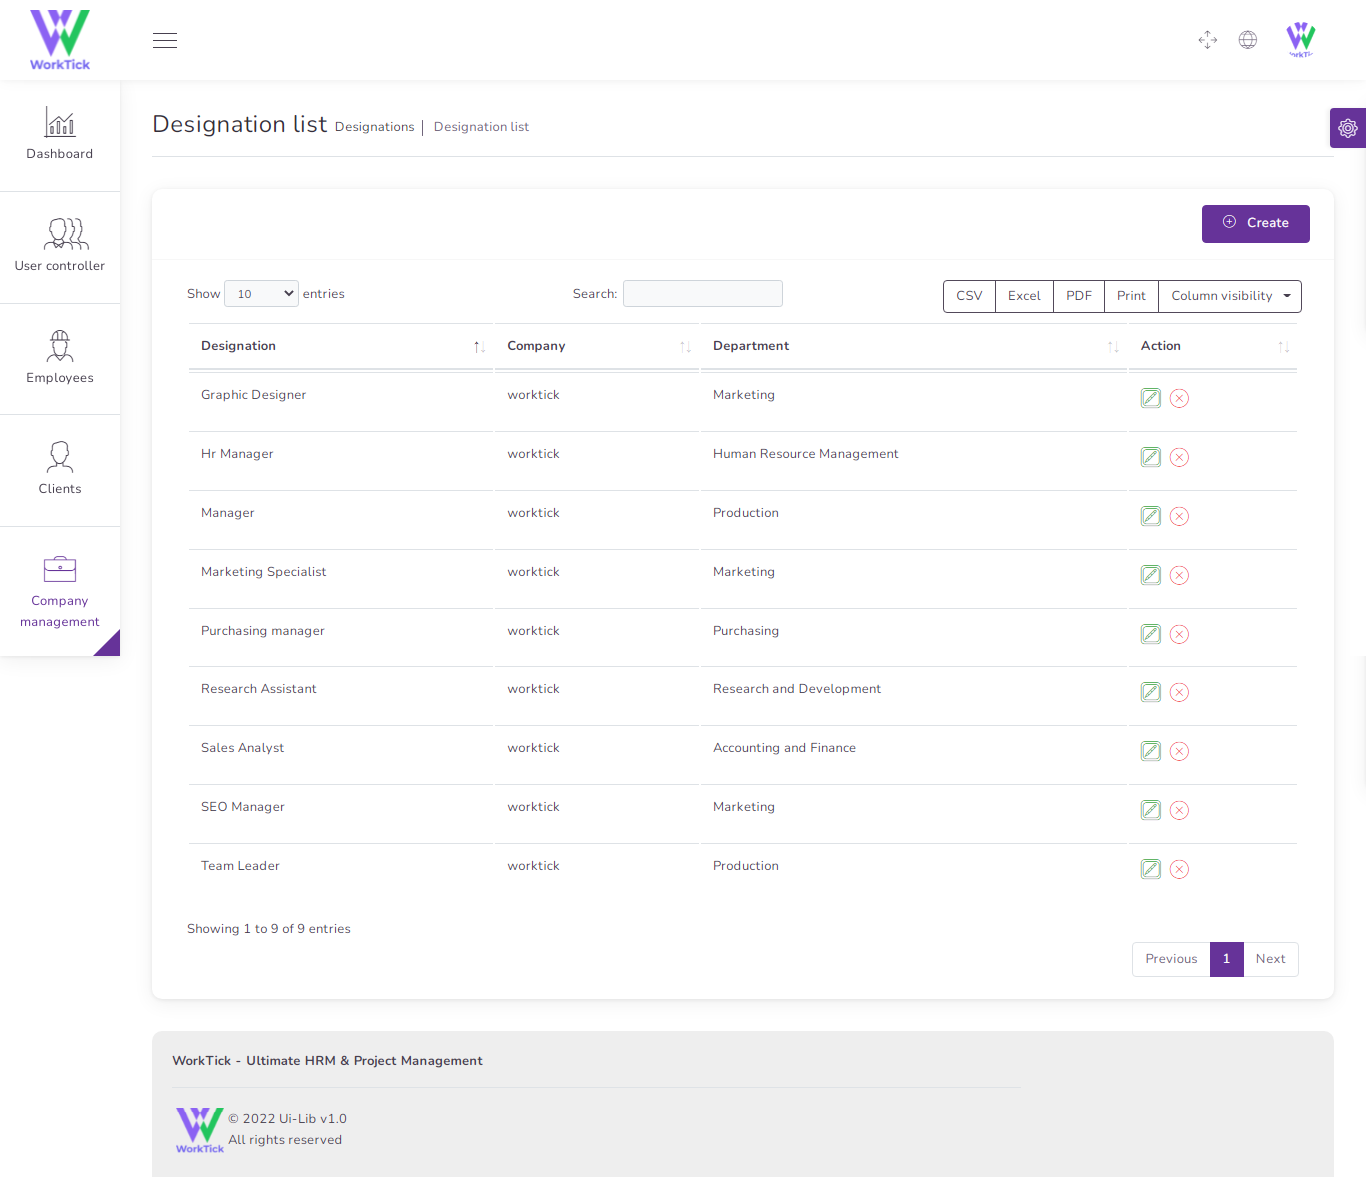 WorkTick
WorkTick
Dashboard
User controller
Employees
Clients
Company
management
Designation list Designations | Designation list
Create
Show 10 entries Search: CSV Excel PDF Print Column visibility
Designation Company Department Action
Graphic Designer worktick Marketing
Hr Manager worktick Human Resource Management
Manager worktick Production
Marketing Specialist worktick Marketing
Purchasing manager worktick Purchasing
Research Assistant worktick Research and Development
Sales Analyst worktick Accounting and Finance
SEO Manager worktick Marketing
Team Leader worktick Production
Showing 1 to 9 of 9 entries
Previous 1 Next
WorkTick - Ultimate HRM & Project Management
WorkTick
© 2022 Ui-Lib v1.0
All rights reserved